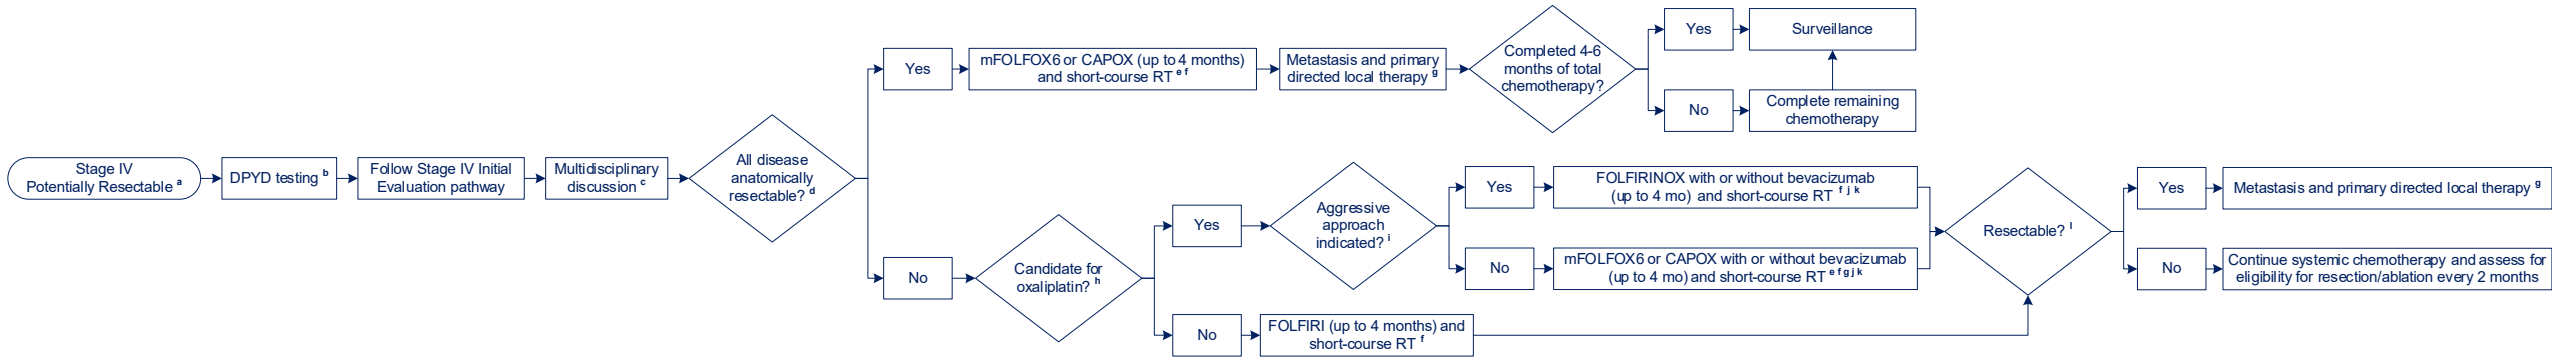 Stage IV
Potentially Resectable a
DPYD testing b
Follow Stage IV Initial
Evaluation pathway
Multidisciplinary
discussion c
All disease
anatomically
resectable? d
Yes
mFOLFOX6 or CAPOX (up to 4 months)
and short-course RT e f
Metastasis and primary
directed local therapy g
Completed 4-6
months of total
chemotherapy?
Yes
Surveillance
No
Complete remaining
chemotherapy
No
Candidate for
oxaliplatin? h
Yes
Aggressive
approach
indicated? i
Yes
FOLFIRINOX with or without bevacizumab
(up to 4 mo) and short-course RT f j k
No
mFOLFOX6 or CAPOX with or without bevacizumab
(up to 4 mo) and short-course RT e f g j k
No
FOLFIRI (up to 4 months) and
short-course RT f
Resectable? l
Yes
Metastasis and primary directed local therapy g
No
Continue systemic chemotherapy and assess for
eligibility for resection/ablation every 2 months